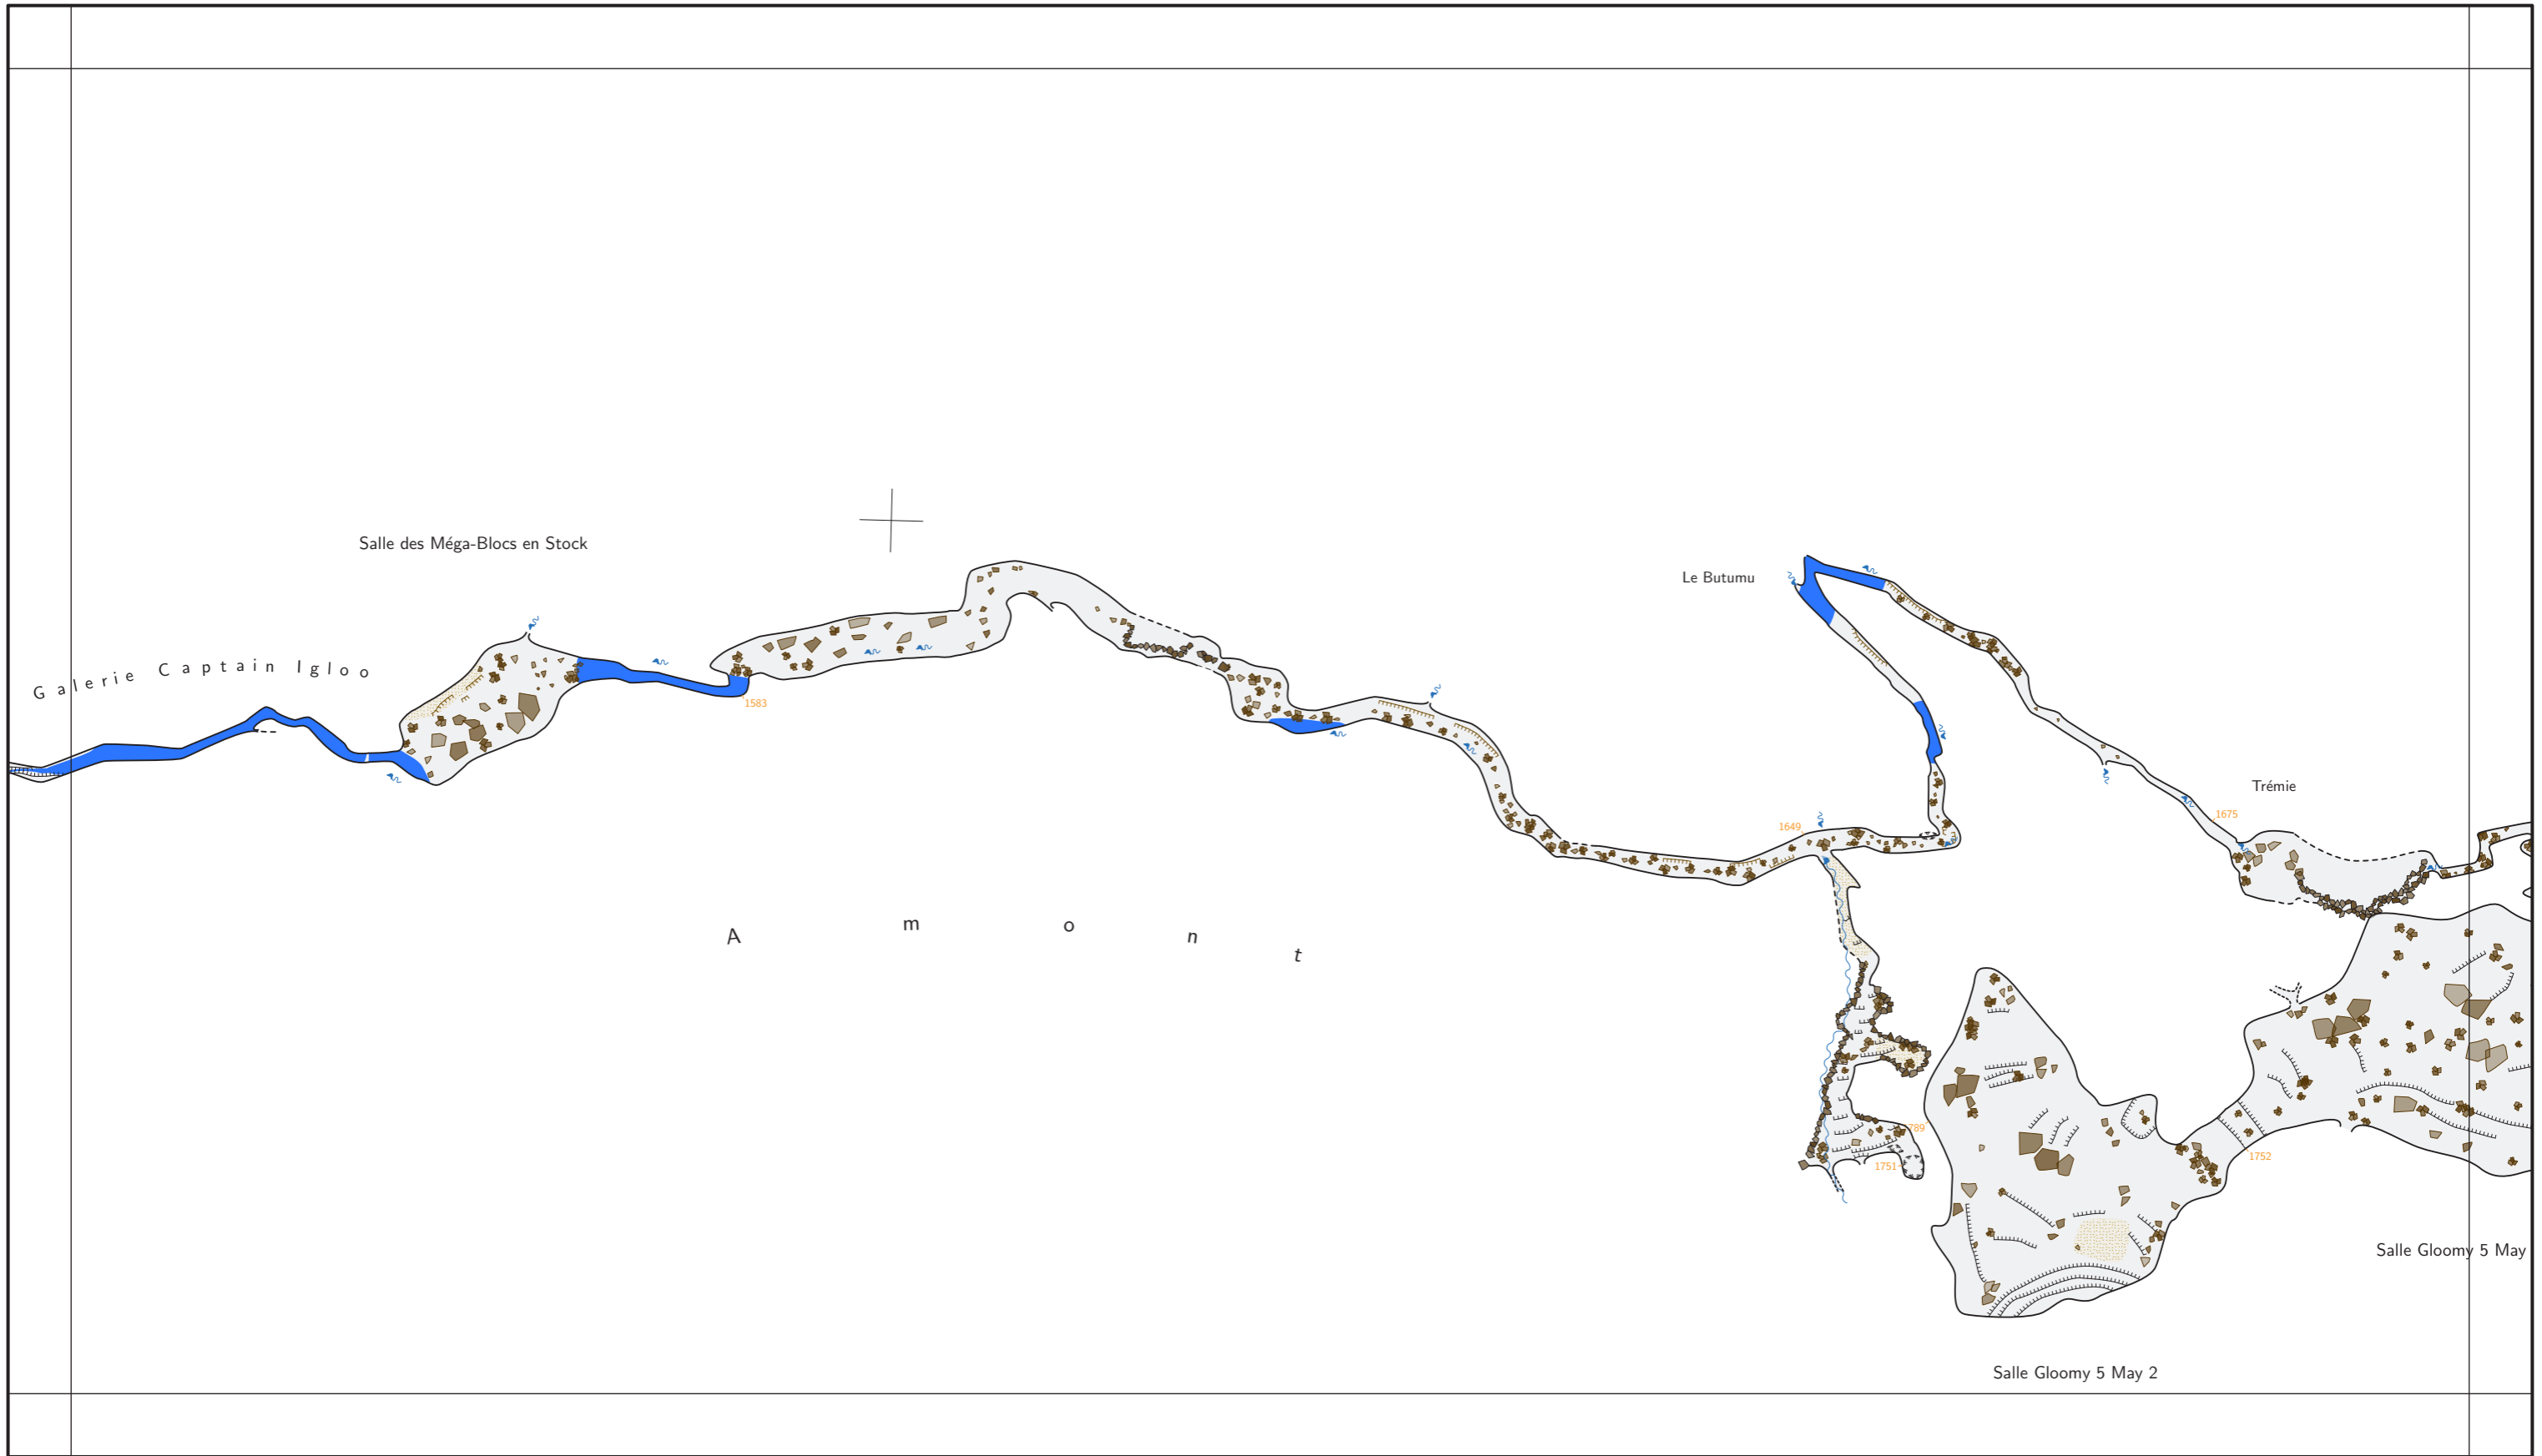 Salle des Méga-Blocs en Stock
Le Butumu
Galerie Captain Igloo
1583
Trémie
1675
1649
Amont
789
1752
1751
Salle Gloomy 5 May
Salle Gloomy 5 May 2